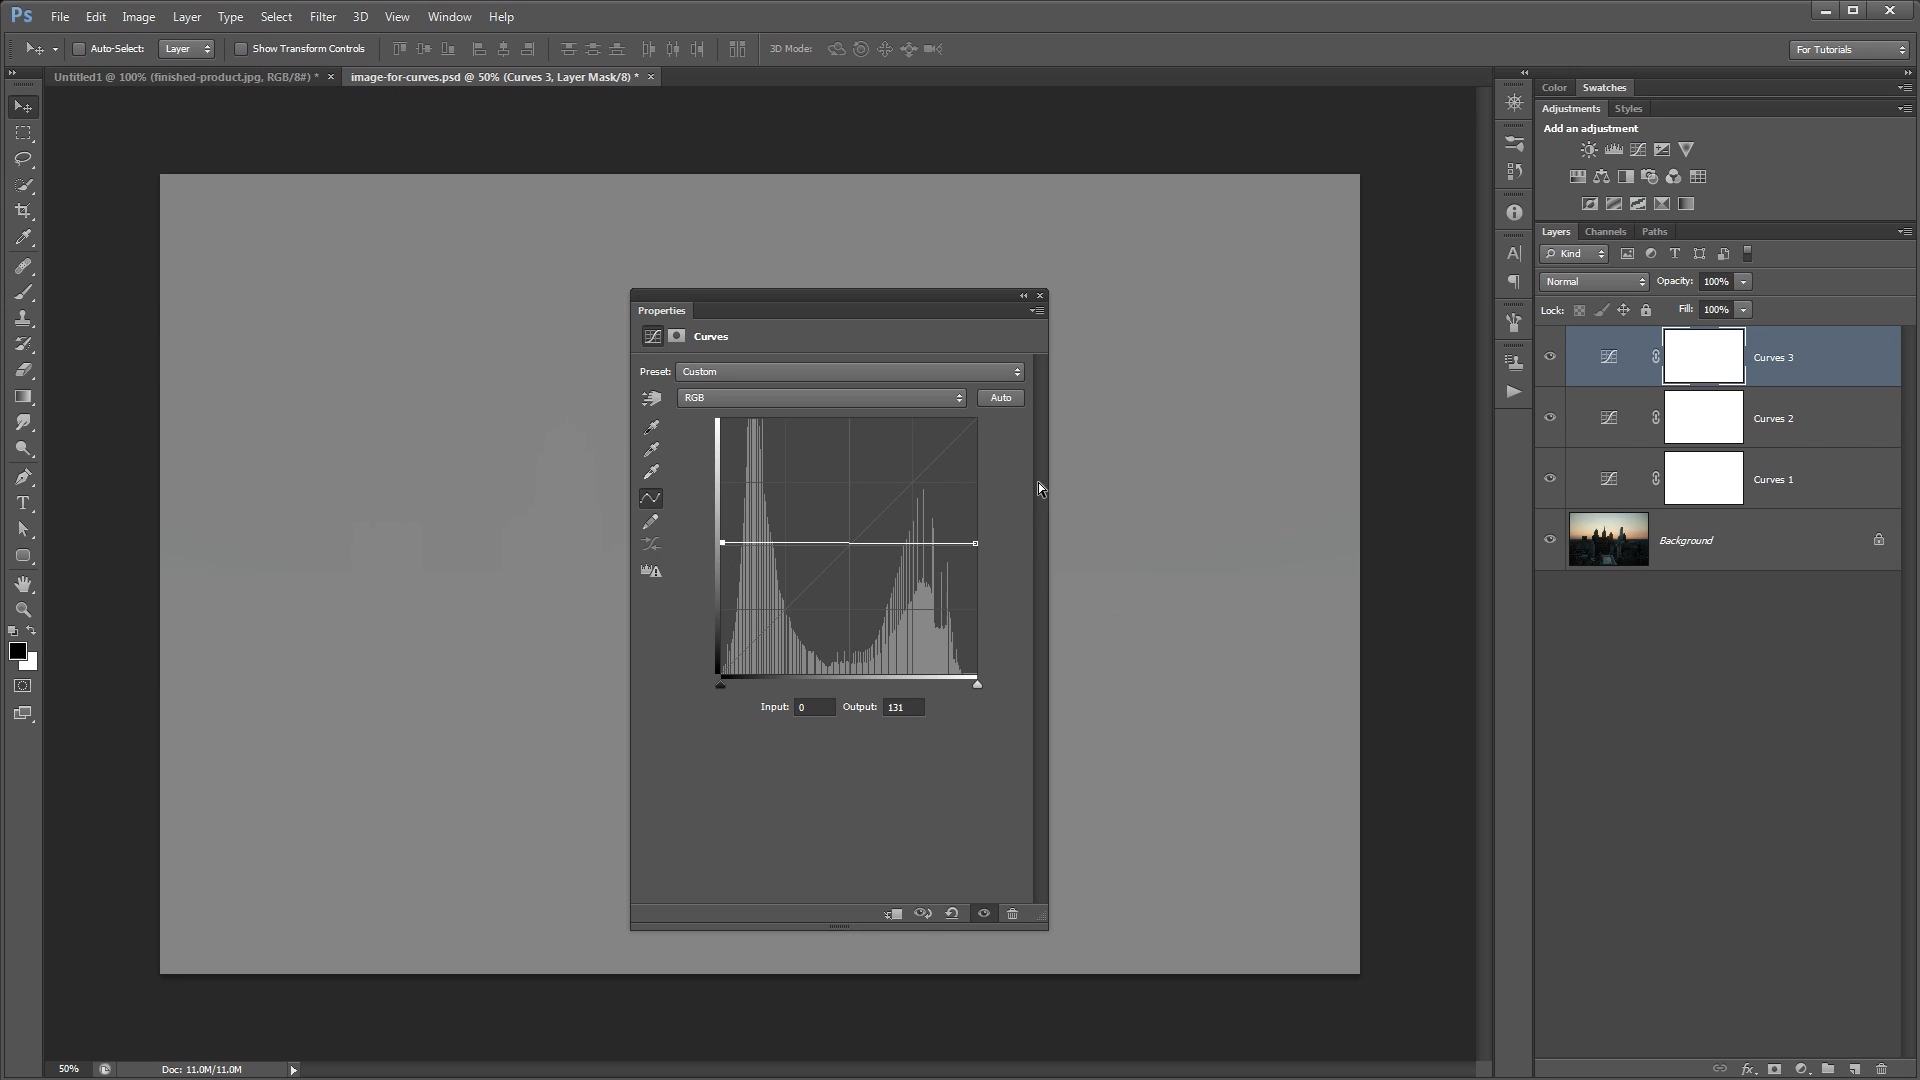 Ps File Edit Image Layer Type Select Filter 3D View Window Help
Auto-Select: Layer Show Transform Controls 3D Mode: For Tutorials
Untitled1 @ 100% (finished-product.jpg, RGB/8#) * × image-for-curves.psd @ 50% (Curves 3, Layer Mask/8) * ×
Color Swatches
Adjustments Styles
Add an adjustment
Layers Channels Paths
Kind
Normal Opacity: 100%
Lock: Fill: 100%
Curves 3
Curves 2
Curves 1
Background
Properties
Curves
Preset: Custom
RGB Auto
Input: 0 Output: 131
50% Doc: 11.0M/11.0M